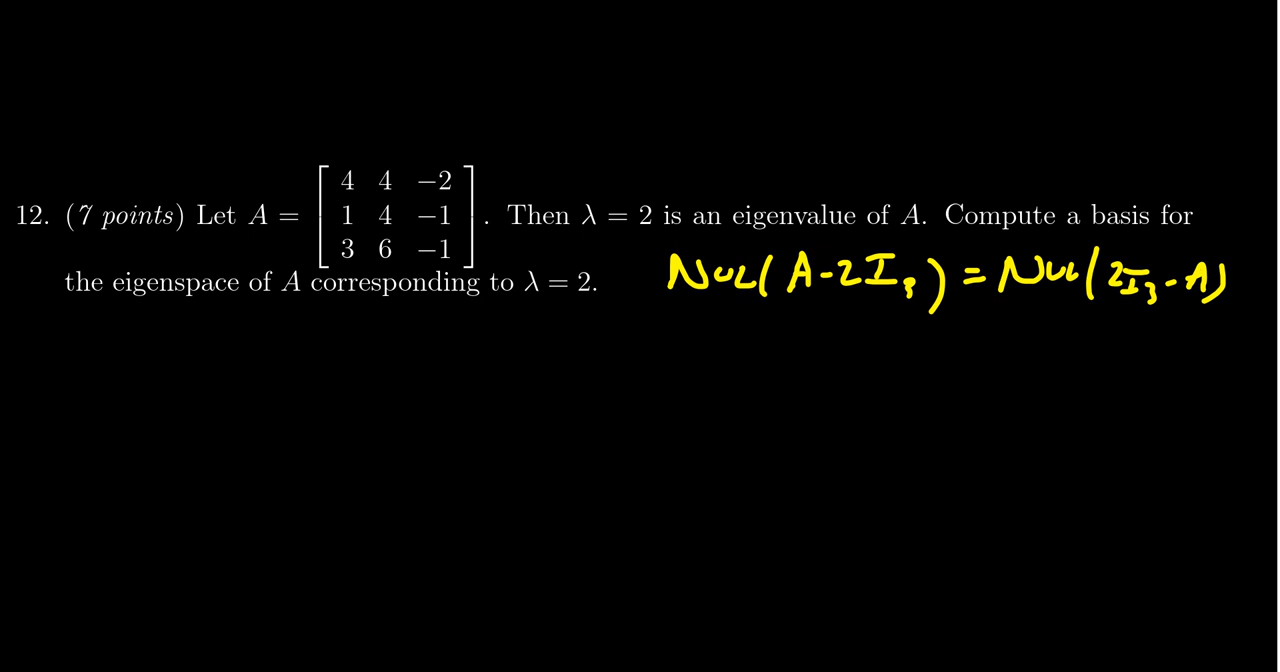 12. (7 points) Let A = [ 4 4 −2 ; 1 4 −1 ; 3 6 −1 ]. Then λ = 2 is an eigenvalue of A. Compute a basis for
the eigenspace of A corresponding to λ = 2. NUL(A-2I₃) = NUL(2I₃-A)